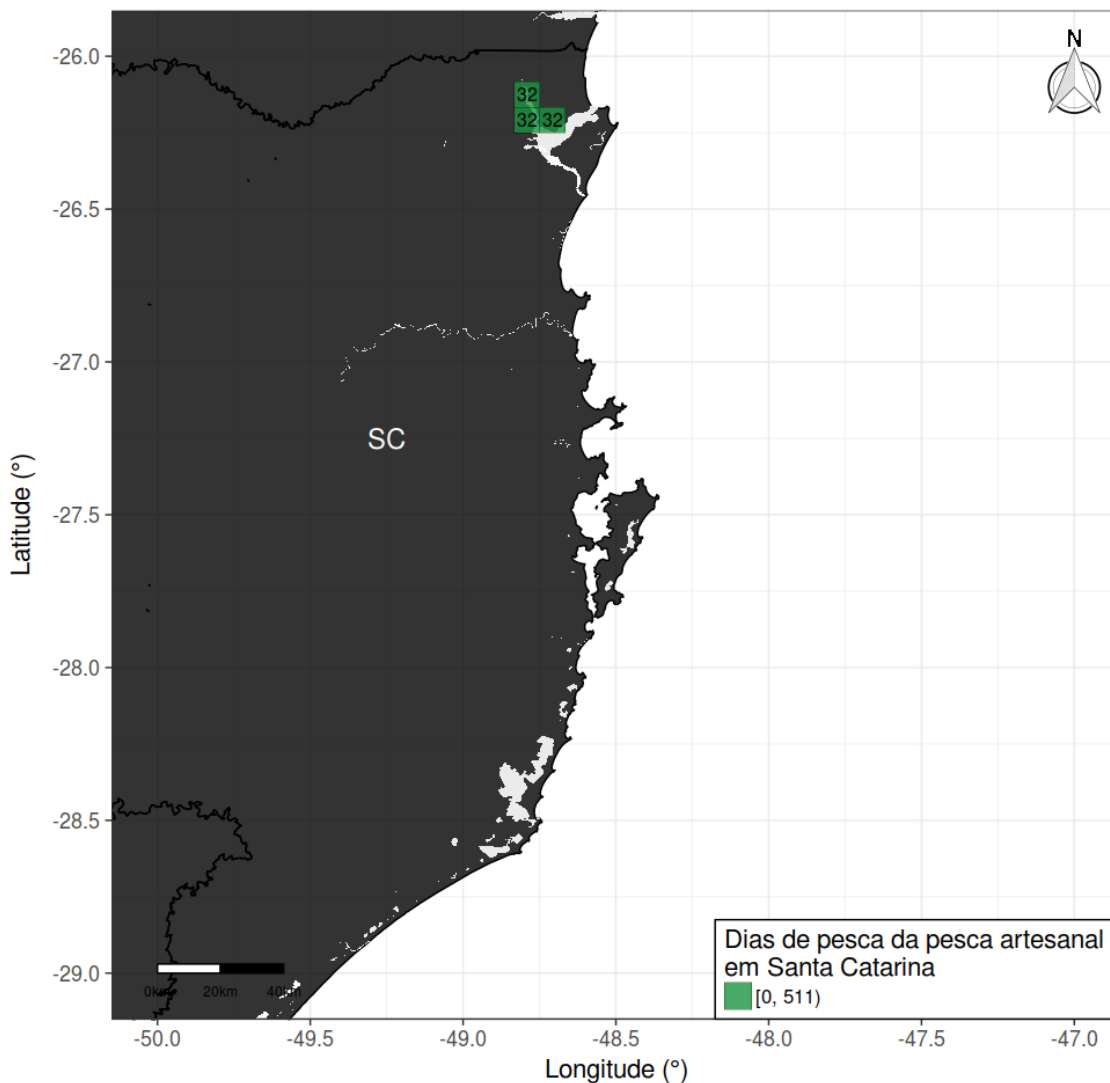 N
-26.0
32
32 32
-26.5
-27.0
SC
-27.5
-28.0
-28.5
-29.0
Latitude (°)
0km 20km 40km
Dias de pesca da pesca artesanal
em Santa Catarina
[0, 511)
-50.0 -49.5 -49.0 -48.5 -48.0 -47.5 -47.0
Longitude (°)